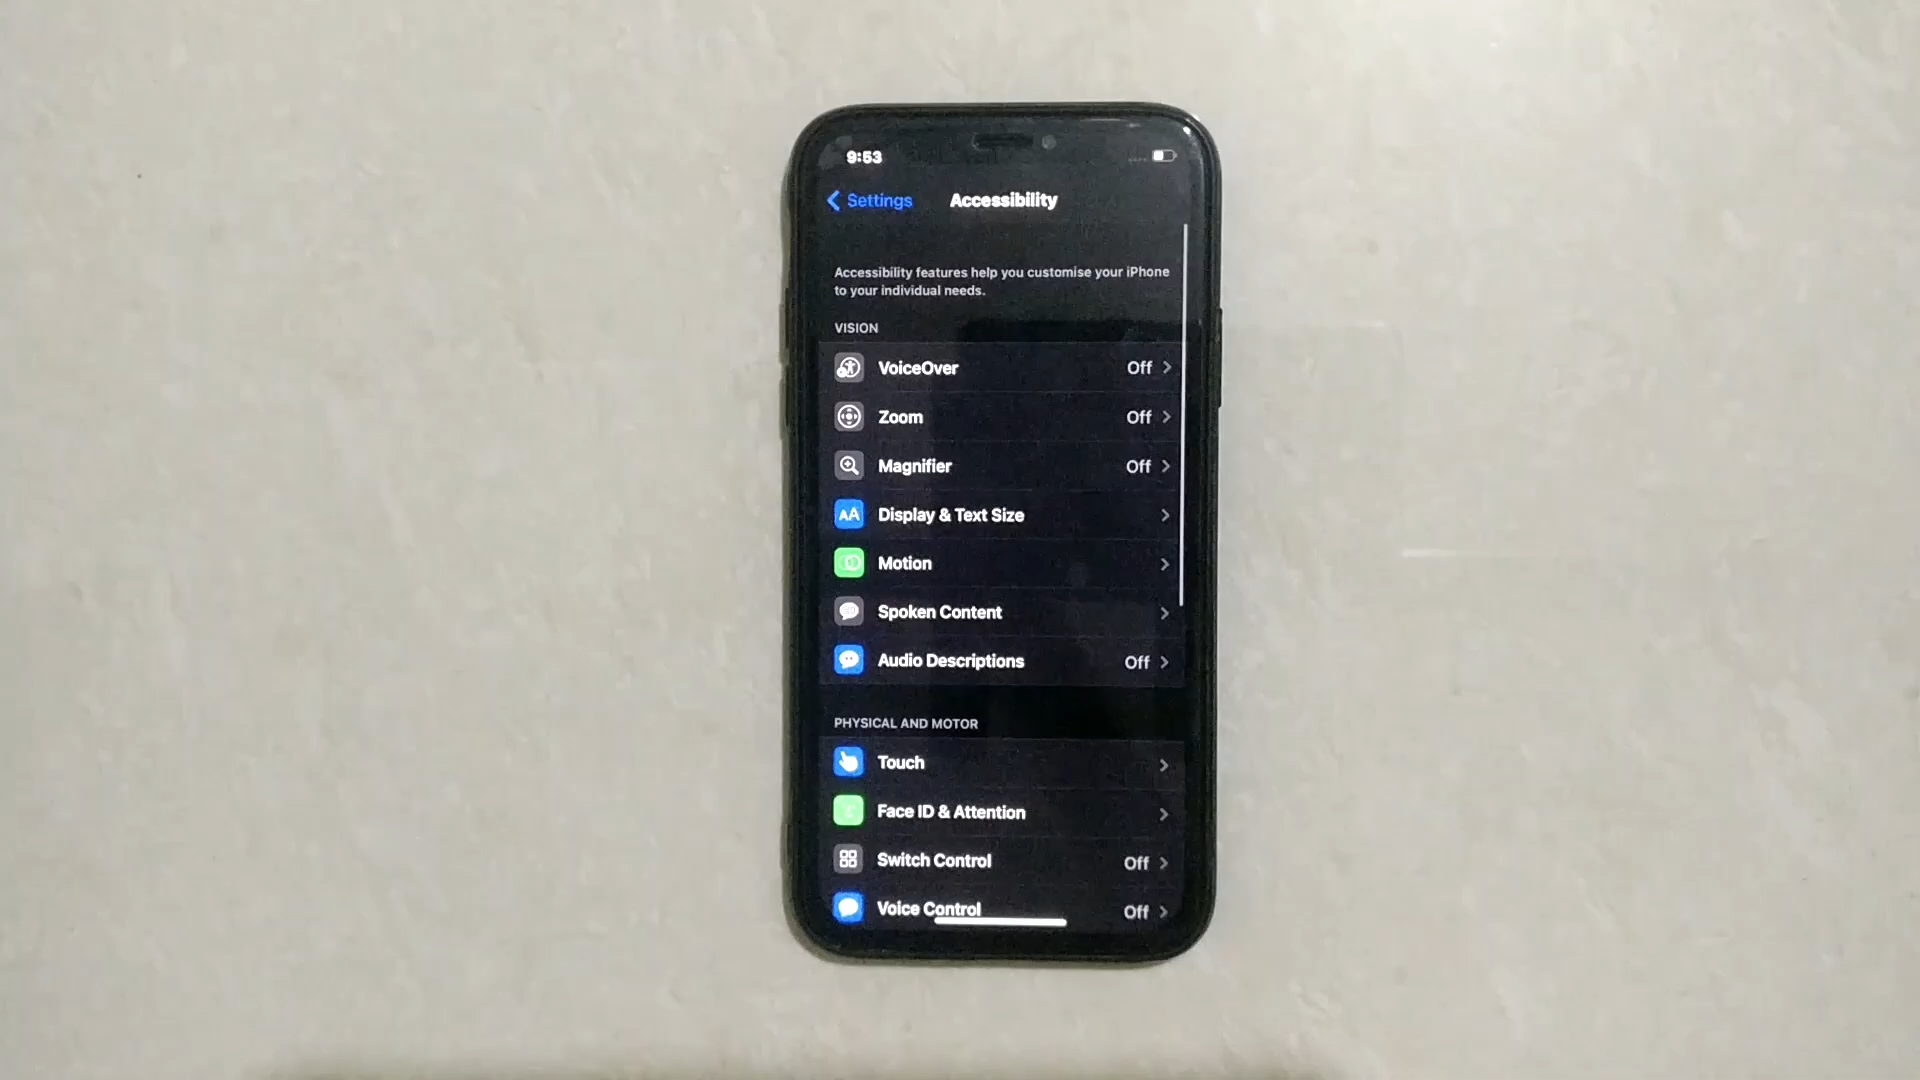 9:53
Settings Accessibility
Accessibility features help you customise your iPhone
to your individual needs.
VISION
VoiceOver Off
Zoom Off
Magnifier Off
AA Display & Text Size
Motion
Spoken Content
Audio Descriptions Off
PHYSICAL AND MOTOR
Touch
Face ID & Attention
Switch Control Off
Voice Control Off